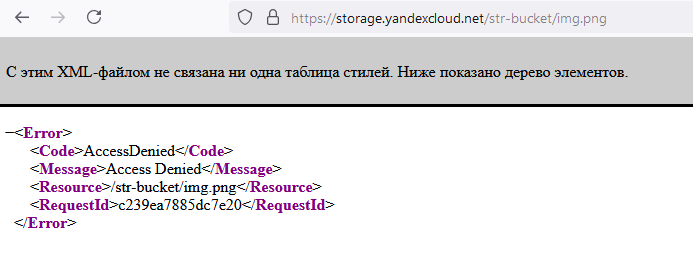 https://storage.yandexcloud.net/str-bucket/img.png
С этим XML-файлом не связана ни одна таблица стилей. Ниже показано дерево элементов.
−<Error>
<Code>AccessDenied</Code>
<Message>Access Denied</Message>
<Resource>/str-bucket/img.png</Resource>
<RequestId>c239ea7885dc7e20</RequestId>
</Error>